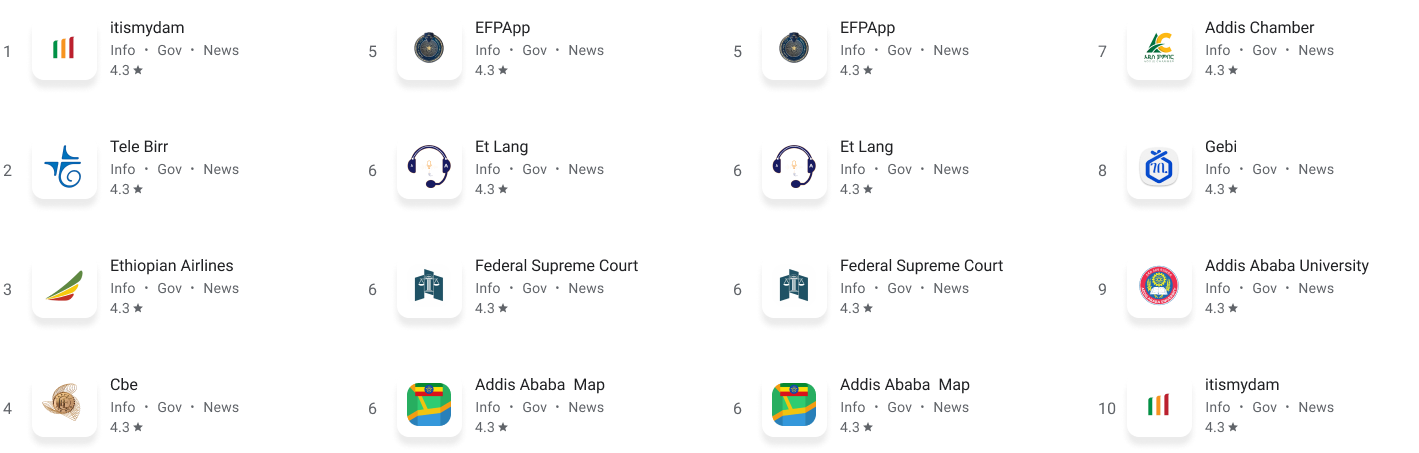 1
itismydam
Info • Gov • News
4.3 ★
2
Tele Birr
Info • Gov • News
4.3 ★
3
Ethiopian Airlines
Info • Gov • News
4.3 ★
4
Cbe
Info • Gov • News
4.3 ★
5
EFPApp
Info • Gov • News
4.3 ★
6
Et Lang
Info • Gov • News
4.3 ★
6
Federal Supreme Court
Info • Gov • News
4.3 ★
6
Addis Ababa  Map
Info • Gov • News
4.3 ★
5
EFPApp
Info • Gov • News
4.3 ★
6
Et Lang
Info • Gov • News
4.3 ★
6
Federal Supreme Court
Info • Gov • News
4.3 ★
6
Addis Ababa  Map
Info • Gov • News
4.3 ★
7
አዲስ ቻምበር
Addis Chamber
Info • Gov • News
4.3 ★
8
Gebi
Info • Gov • News
4.3 ★
9
Addis Ababa University
Info • Gov • News
4.3 ★
10
itismydam
Info • Gov • News
4.3 ★